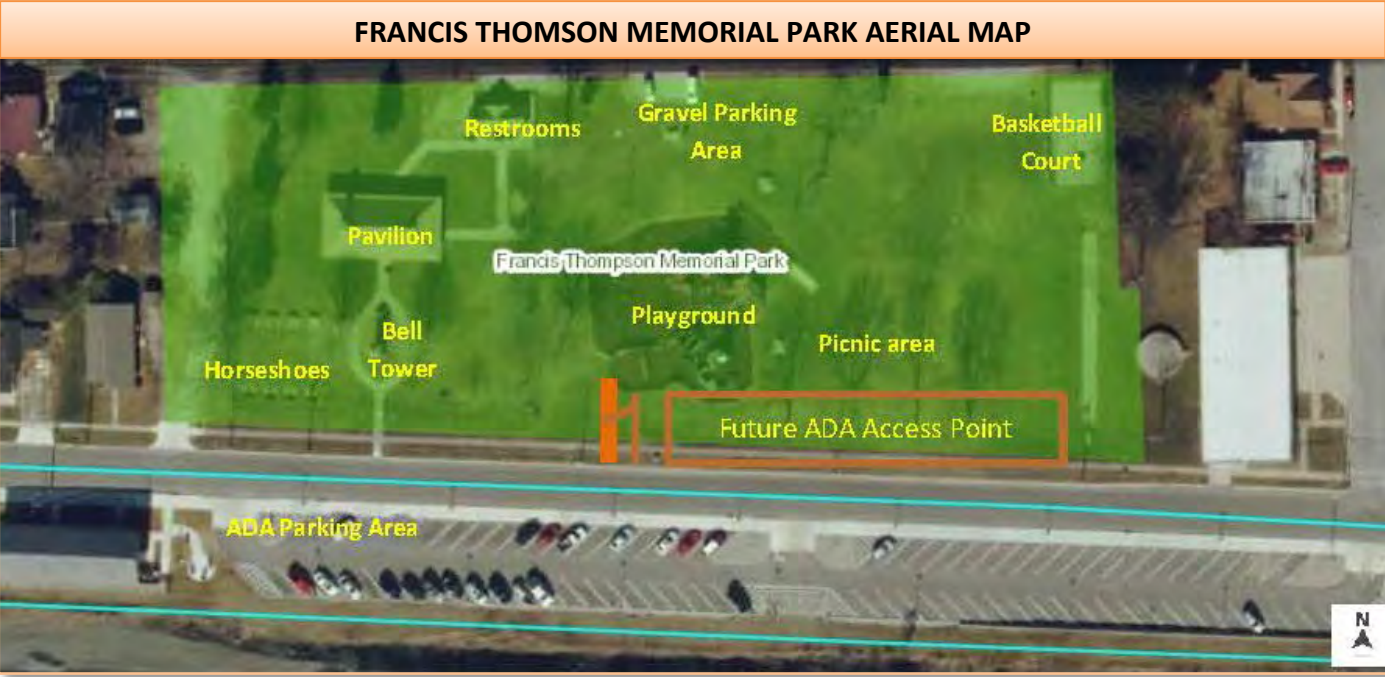 FRANCIS THOMSON MEMORIAL PARK AERIAL MAP
Restrooms
Gravel Parking
Area
Basketball
Court
Pavilion
Francis Thompson Memorial Park
Playground
Bell
Tower
Picnic area
Horseshoes
Future ADA Access Point
ADA Parking Area
N